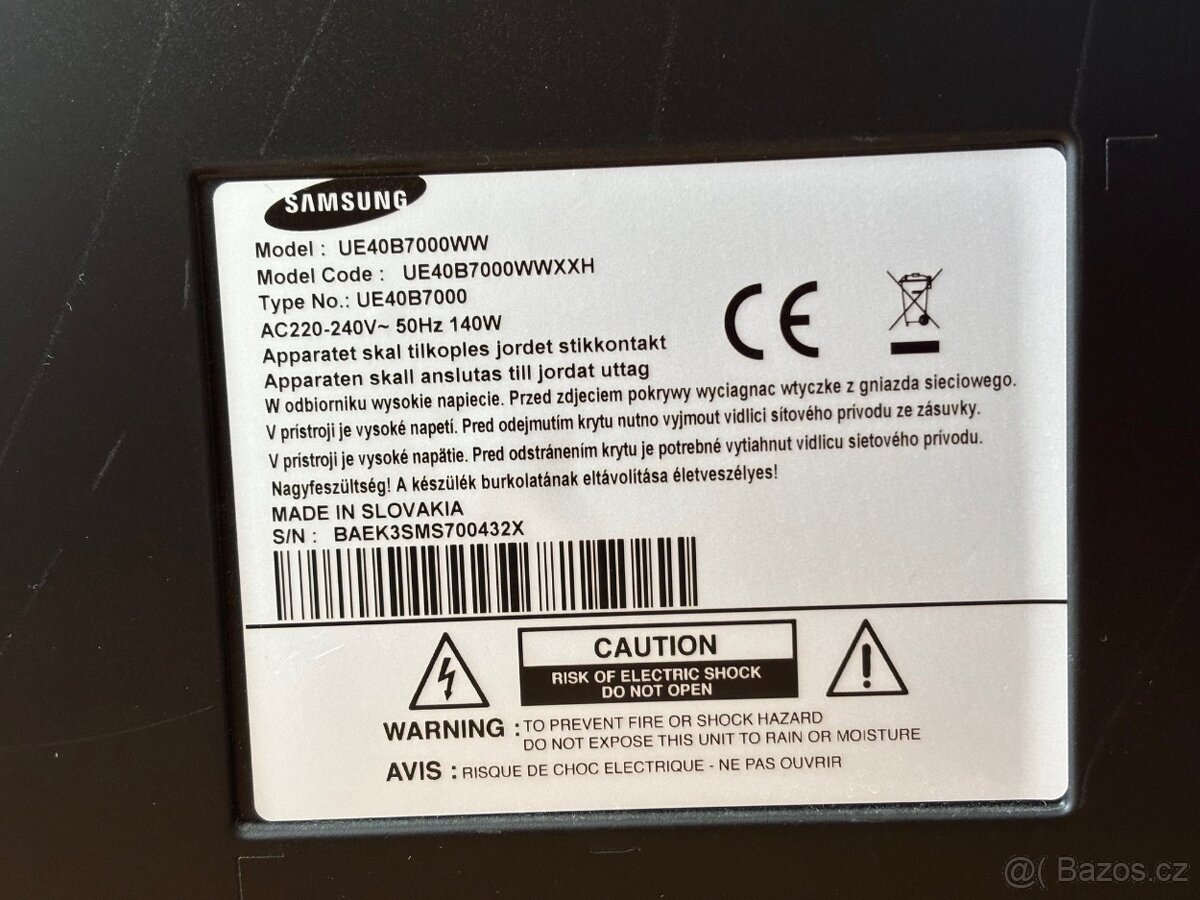 SAMSUNG
Model : UE40B7000WW
Model Code : UE40B7000WWXXH
Type No.: UE40B7000
AC220-240V~ 50Hz 140W
Apparatet skal tilkoples jordet stikkontakt
Apparaten skall anslutas till jordat uttag
W odbiorniku wysokie napiecie. Przed zdjeciem pokrywy wyciagnac wtyczke z gniazda sieciowego.
V prístroji je vysoké napetí. Pred odejmutím krytu nutno vyjmout vidlici sítového prívodu ze zásuvky.
V prístroji je vysoké napätie. Pred odstránením krytu je potrebné vytiahnut vidlicu sietového prívodu.
Nagyfeszültség! A készülék burkolatának eltávolítása életveszélyes!
MADE IN SLOVAKIA
S/N : BAEK3SMS700432X
CE
CAUTION
RISK OF ELECTRIC SHOCK
DO NOT OPEN
WARNING : TO PREVENT FIRE OR SHOCK HAZARD
DO NOT EXPOSE THIS UNIT TO RAIN OR MOISTURE
AVIS : RISQUE DE CHOC ELECTRIQUE - NE PAS OUVRIR
@( Bazos.cz